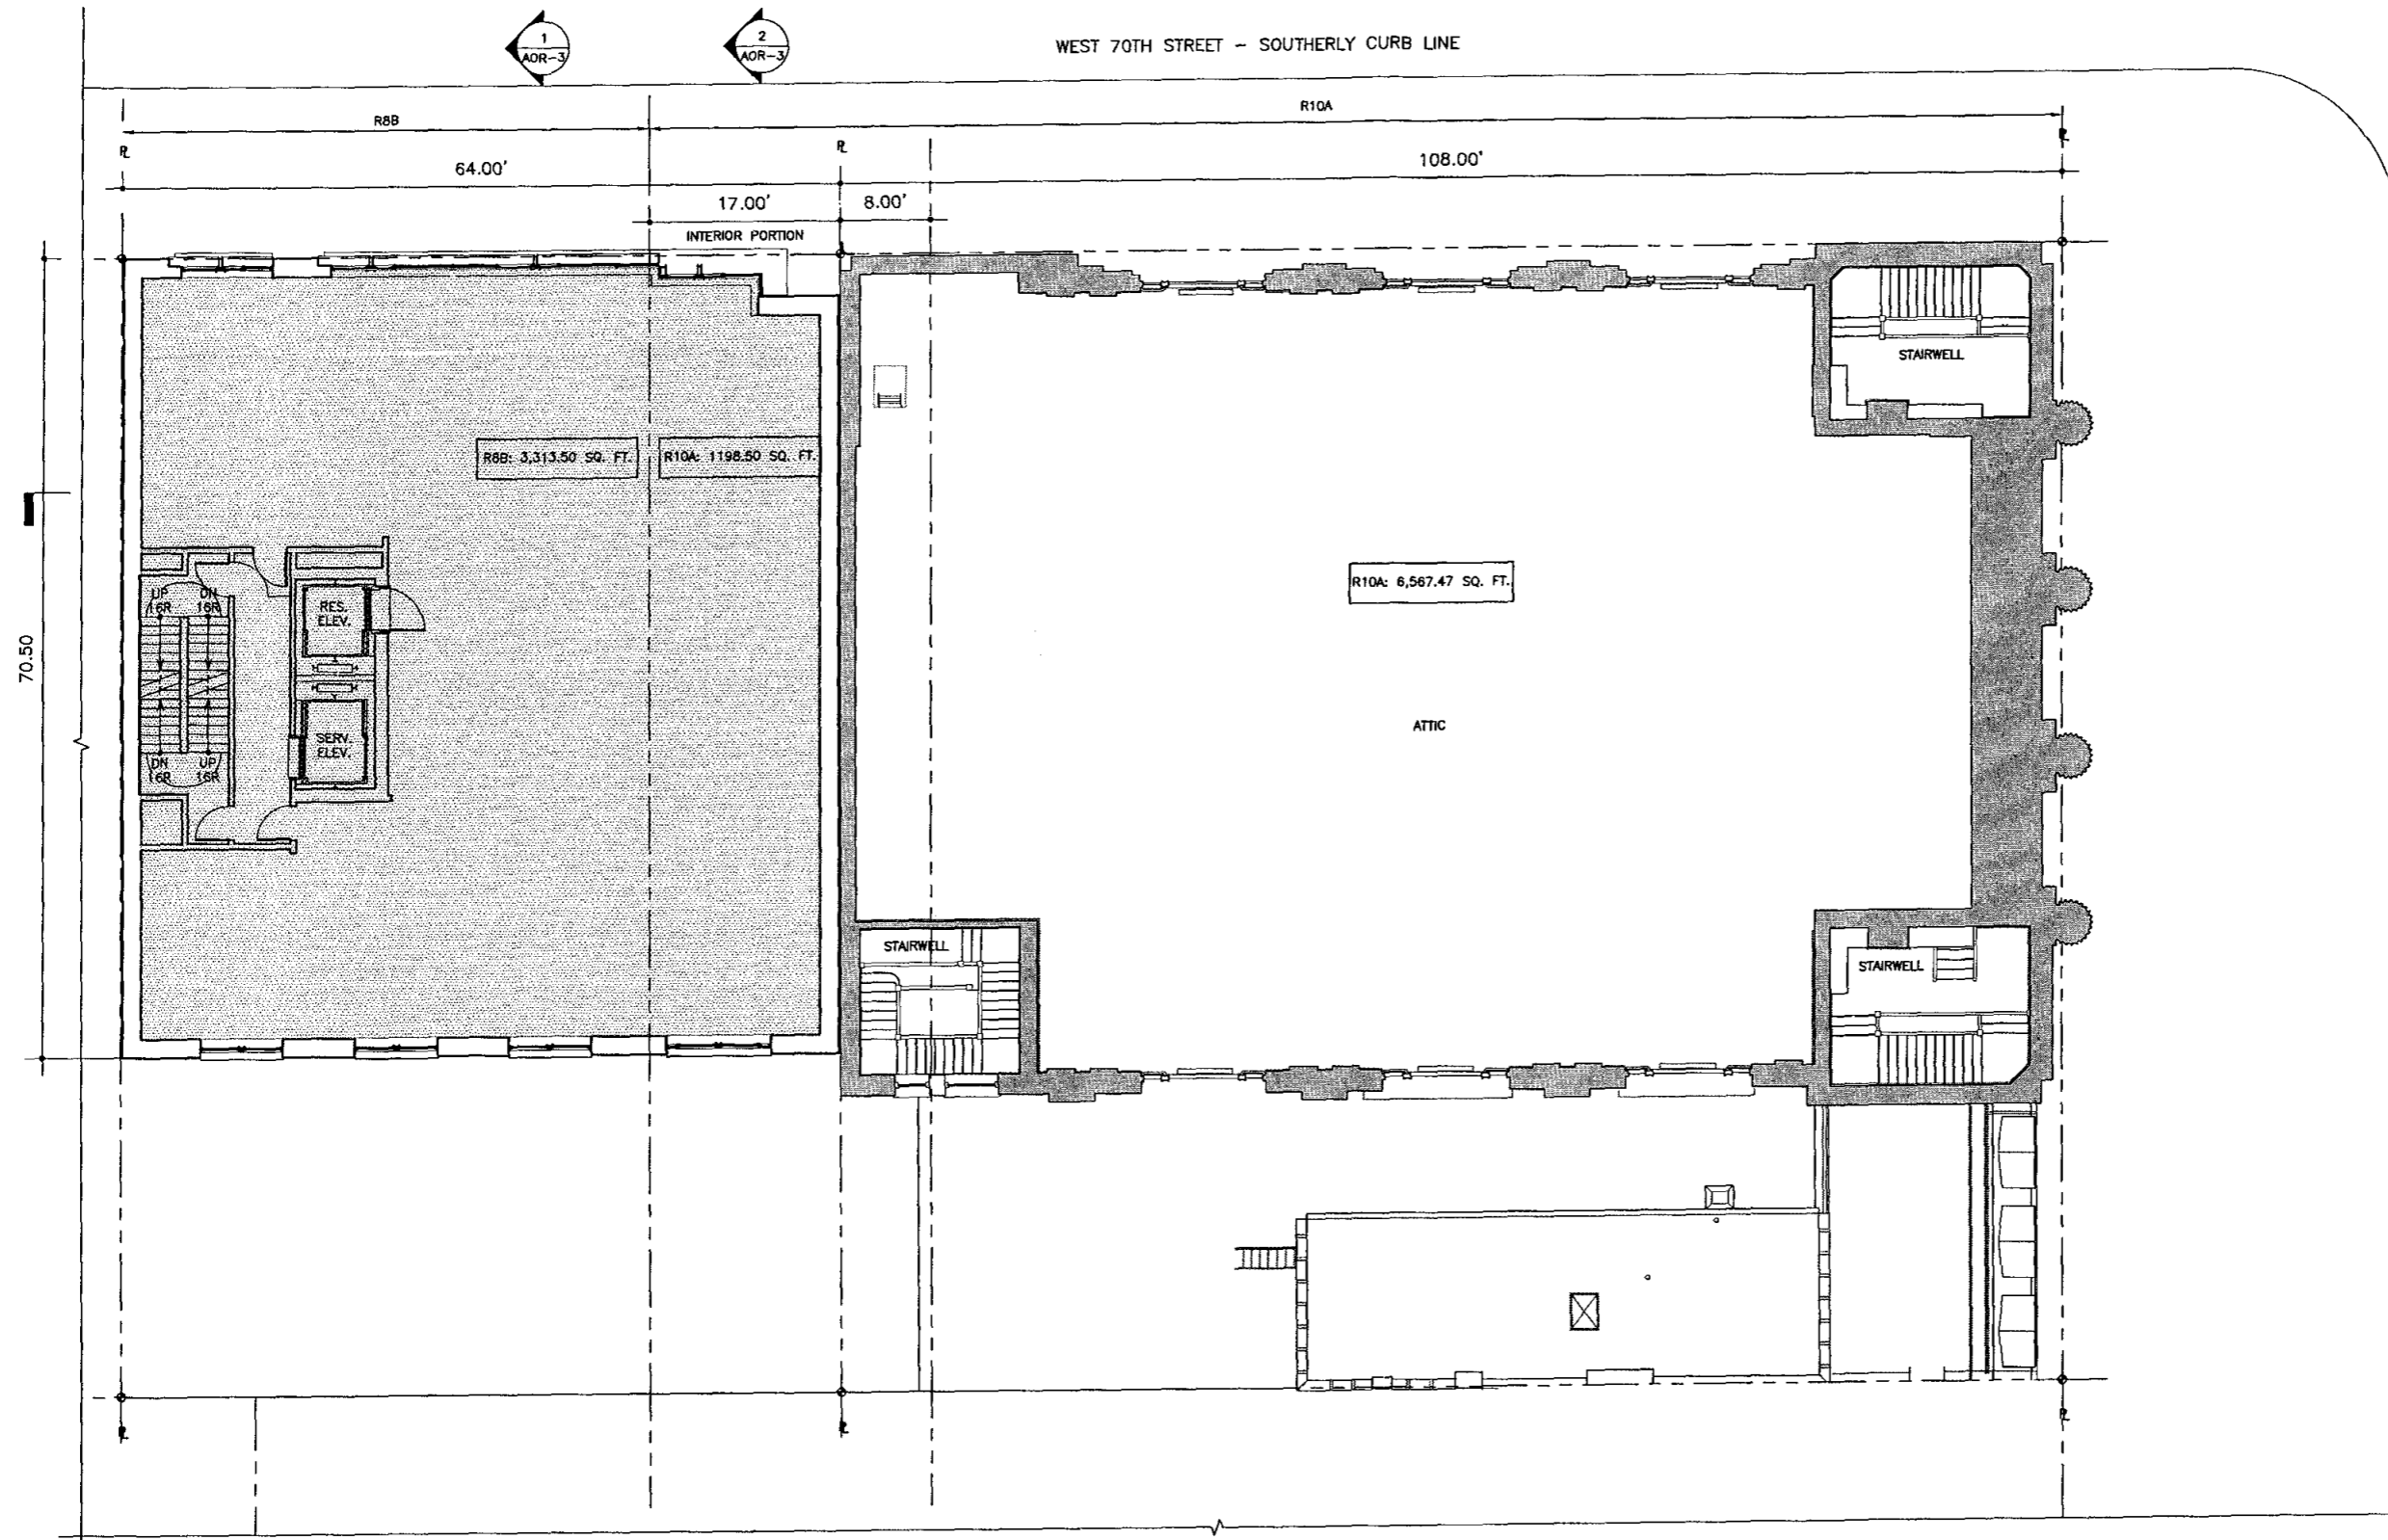 1
AOR-3
2
AOR-3
WEST 70TH STREET - SOUTHERLY CURB LINE
R8B
R10A
64.00'
108.00'
17.00'
8.00'
INTERIOR PORTION
STAIRWELL
R8B: 3,313.50 SQ. FT.
R10A: 1198.50 SQ. FT.
70.50
R10A: 6,567.47 SQ. FT.
UP
16R
DN
16R
RES.
ELEV.
ATTIC
SERV.
ELEV.
DN
16R
UP
16R
STAIRWELL
STAIRWELL